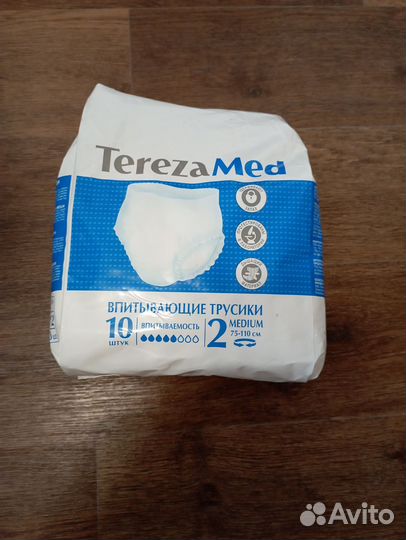 TerezaMed
ВПИТЫВАЮЩИЕ ТРУСИКИ
10 ВПИТЫВАЕМОСТЬ 2 MEDIUM
ШТУК 75-110 СМ
Avito